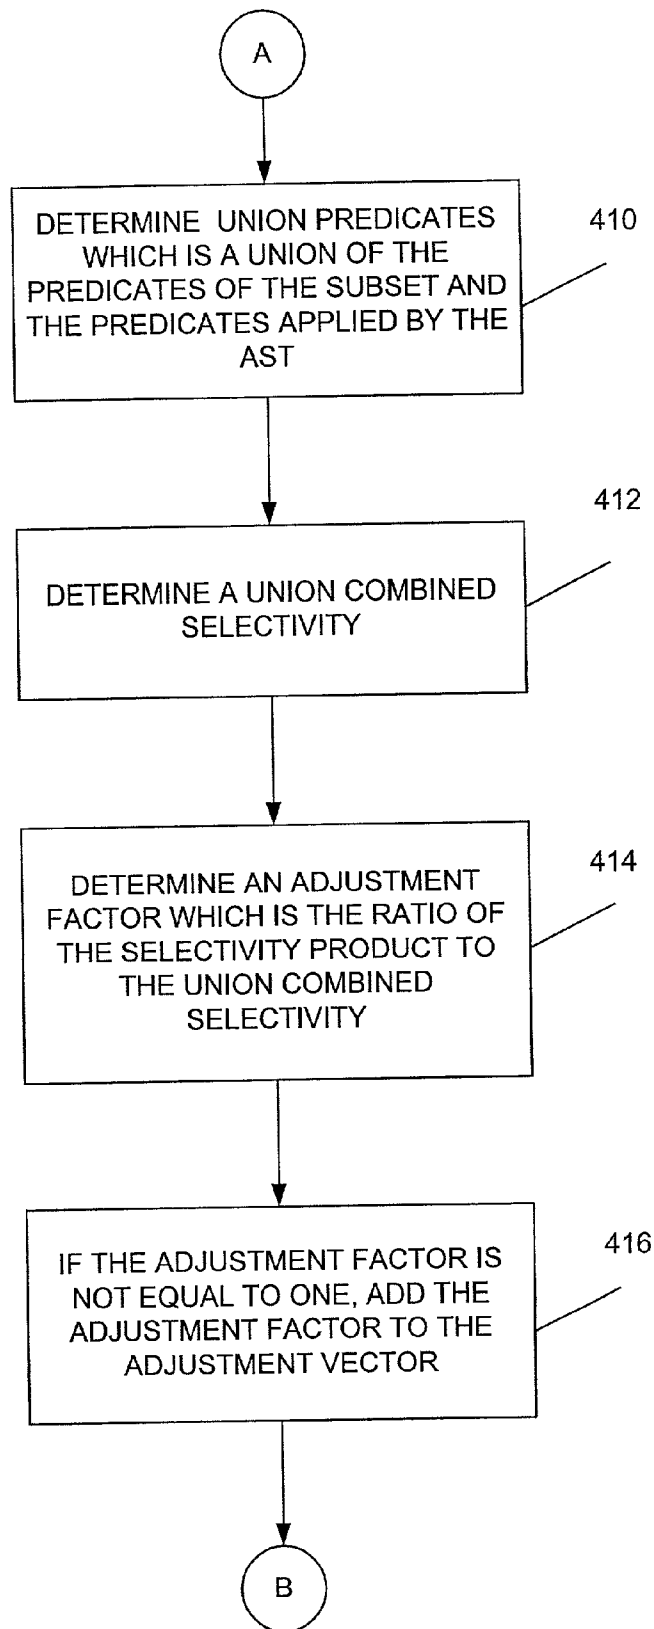 A
DETERMINE UNION PREDICATES
WHICH IS A UNION OF THE
PREDICATES OF THE SUBSET AND
THE PREDICATES APPLIED BY THE
AST
410
DETERMINE A UNION COMBINED
SELECTIVITY
412
DETERMINE AN ADJUSTMENT
FACTOR WHICH IS THE RATIO OF
THE SELECTIVITY PRODUCT TO
THE UNION COMBINED
SELECTIVITY
414
IF THE ADJUSTMENT FACTOR IS
NOT EQUAL TO ONE, ADD THE
ADJUSTMENT FACTOR TO THE
ADJUSTMENT VECTOR
416
B